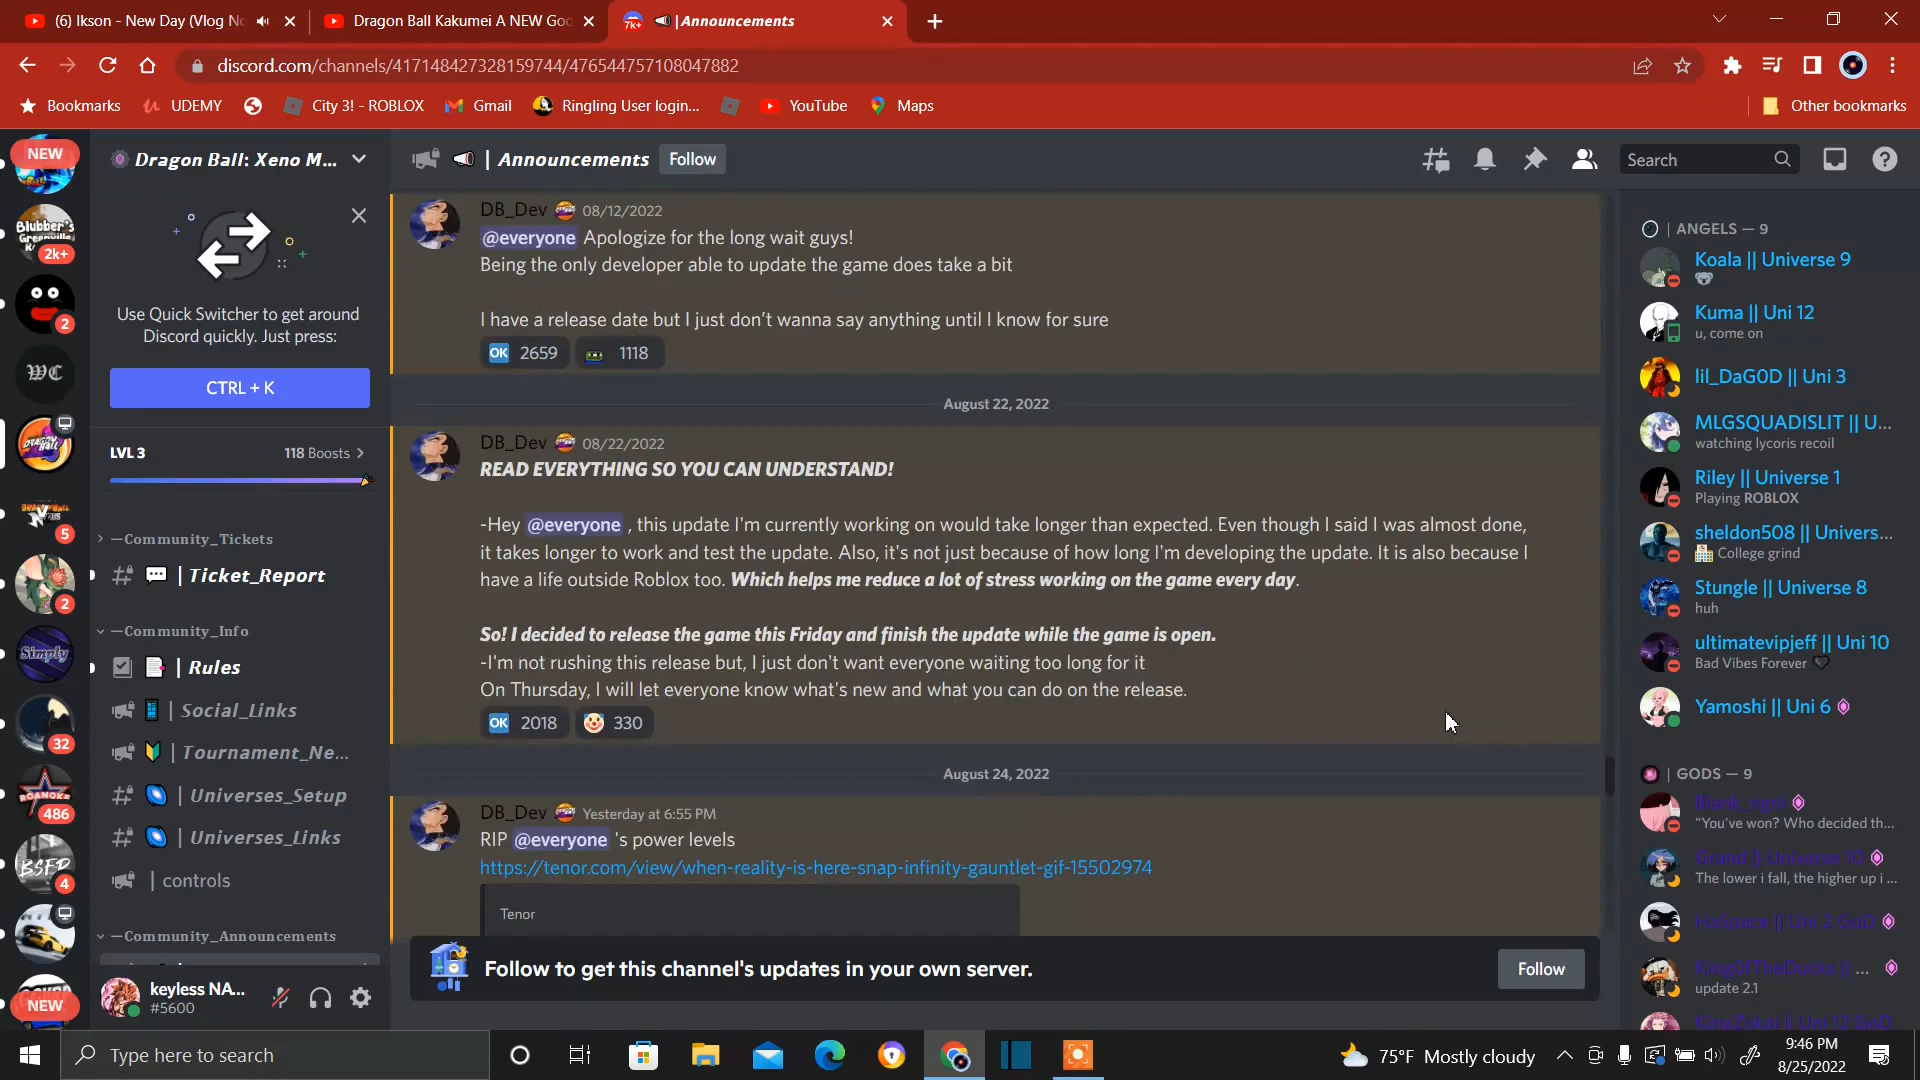 (6) Ikson - New Day (Vlog No
Dragon Ball Kakumei A NEW Goo
7k+
| Announcements
discord.com/channels/417148427328159744/476544757108047882
Bookmarks
UDEMY
City 3! - ROBLOX
Gmail
Ringling User login...
YouTube
Maps
Other bookmarks
NEW
Blubber's
Greenville
2k+
2
WC
5
2
Simply
32
ROANOKE
486
BSFD
4
NEW
Dragon Ball: Xeno M...
Use Quick Switcher to get around
Discord quickly. Just press:
CTRL + K
LVL 3
118 Boosts
—Community_Tickets
| Ticket_Report
—Community_Info
| Rules
| Social_Links
| Tournament_Ne...
| Universes_Setup
| Universes_Links
| controls
—Community_Announcements
keyless NA...
#5600
| Announcements
Follow
Search
DB_Dev 08/12/2022
@everyone Apologize for the long wait guys!
Being the only developer able to update the game does take a bit
I have a release date but I just don't wanna say anything until I know for sure
OK 2659 1118
August 22, 2022
DB_Dev 08/22/2022
READ EVERYTHING SO YOU CAN UNDERSTAND!
-Hey @everyone , this update I'm currently working on would take longer than expected. Even though I said I was almost done,
it takes longer to work and test the update. Also, it's not just because of how long I'm developing the update. It is also because I
have a life outside Roblox too. Which helps me reduce a lot of stress working on the game every day.
So! I decided to release the game this Friday and finish the update while the game is open.
-I'm not rushing this release but, I just don't want everyone waiting too long for it
On Thursday, I will let everyone know what's new and what you can do on the release.
OK 2018 330
August 24, 2022
DB_Dev Yesterday at 6:55 PM
RIP @everyone 's power levels
https://tenor.com/view/when-reality-is-here-snap-infinity-gauntlet-gif-15502974
Tenor
Follow to get this channel's updates in your own server.
Follow
| ANGELS — 9
Koala || Universe 9
Kuma || Uni 12
u, come on
lil_DaG0D || Uni 3
MLGSQUADISLIT || U...
watching lycoris recoil
Riley || Universe 1
Playing ROBLOX
sheldon508 || Univers...
College grind
Stungle || Universe 8
huh
ultimatevipjeff || Uni 10
Bad Vibes Forever
Yamoshi || Uni 6
| GODS — 9
"You've won? Who decided th...
Grand || Universe 10
The lower i fall, the higher up i ...
HaSpace || Uni 2 GoD
KingOfTheDucks || ...
update 2.1
Type here to search
75°F Mostly cloudy
9:46 PM
8/25/2022